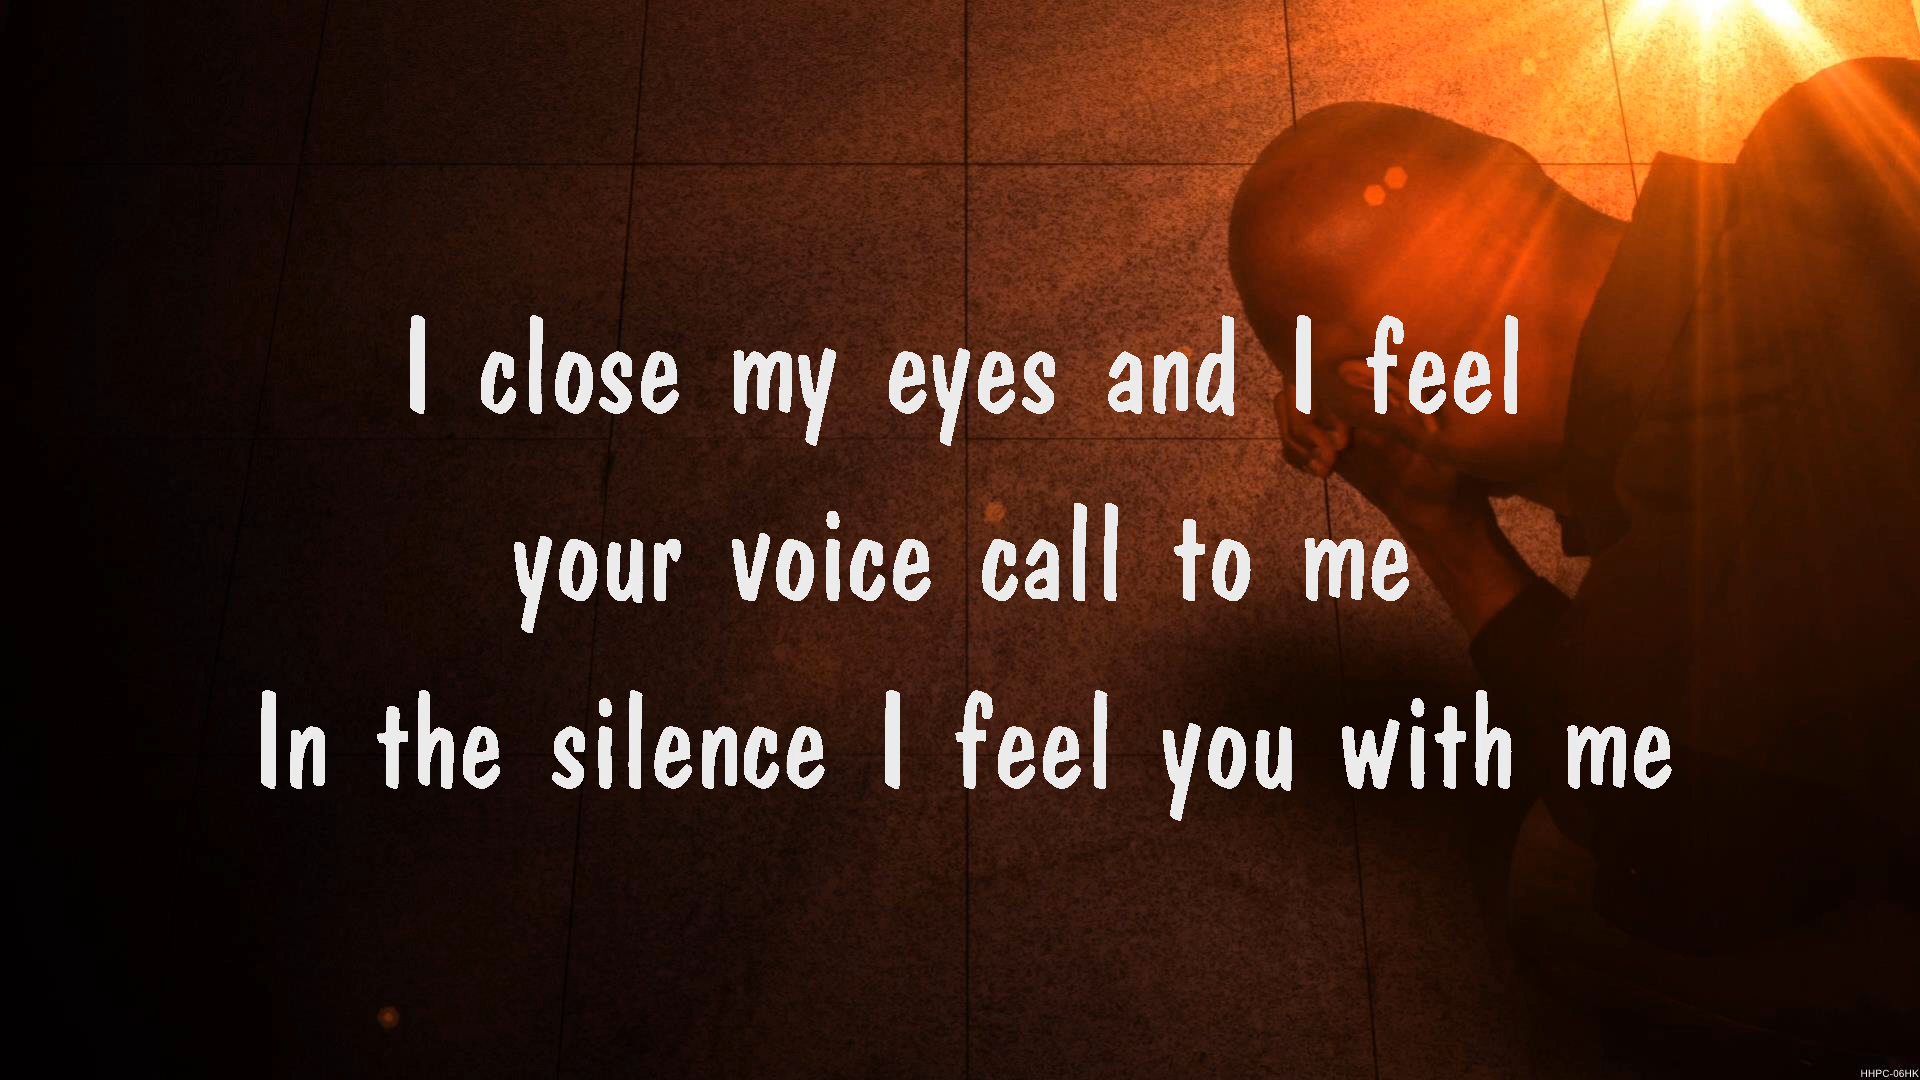 I close my eyes and I feel
your voice call to me
In the silence I feel you with me
HHPC-06HK